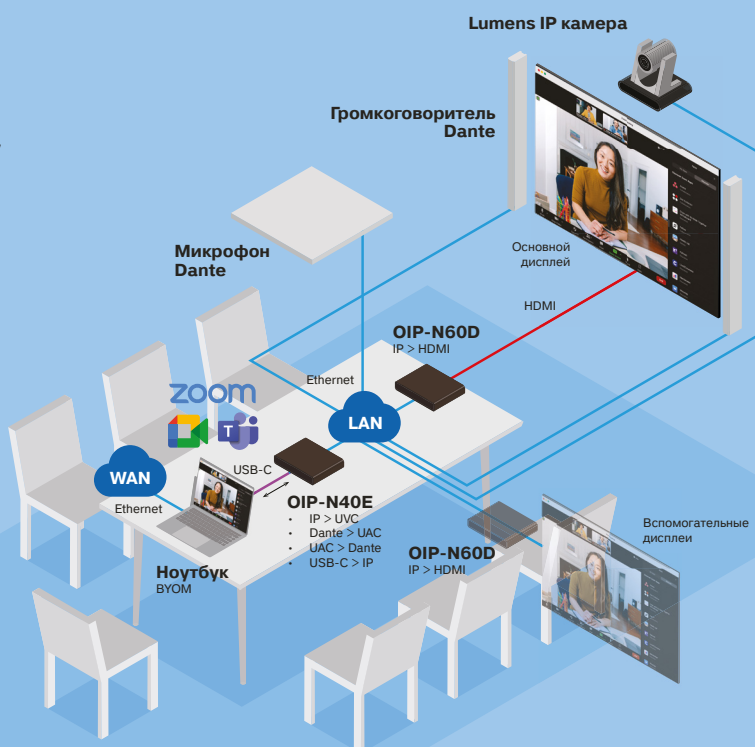 Lumens IP камера
Громкоговоритель
Dante
Микрофон
Dante
Основной
дисплей
HDMI
OIP-N60D
IP > HDMI
Ethernet
zoom
LAN
WAN
USB-C
Ethernet
OIP-N40E
• IP > UVC
• Dante > UAC
• UAC > Dante
• USB-C > IP
Ноутбук
BYOM
OIP-N60D
IP > HDMI
Вспомогательные
дисплеи